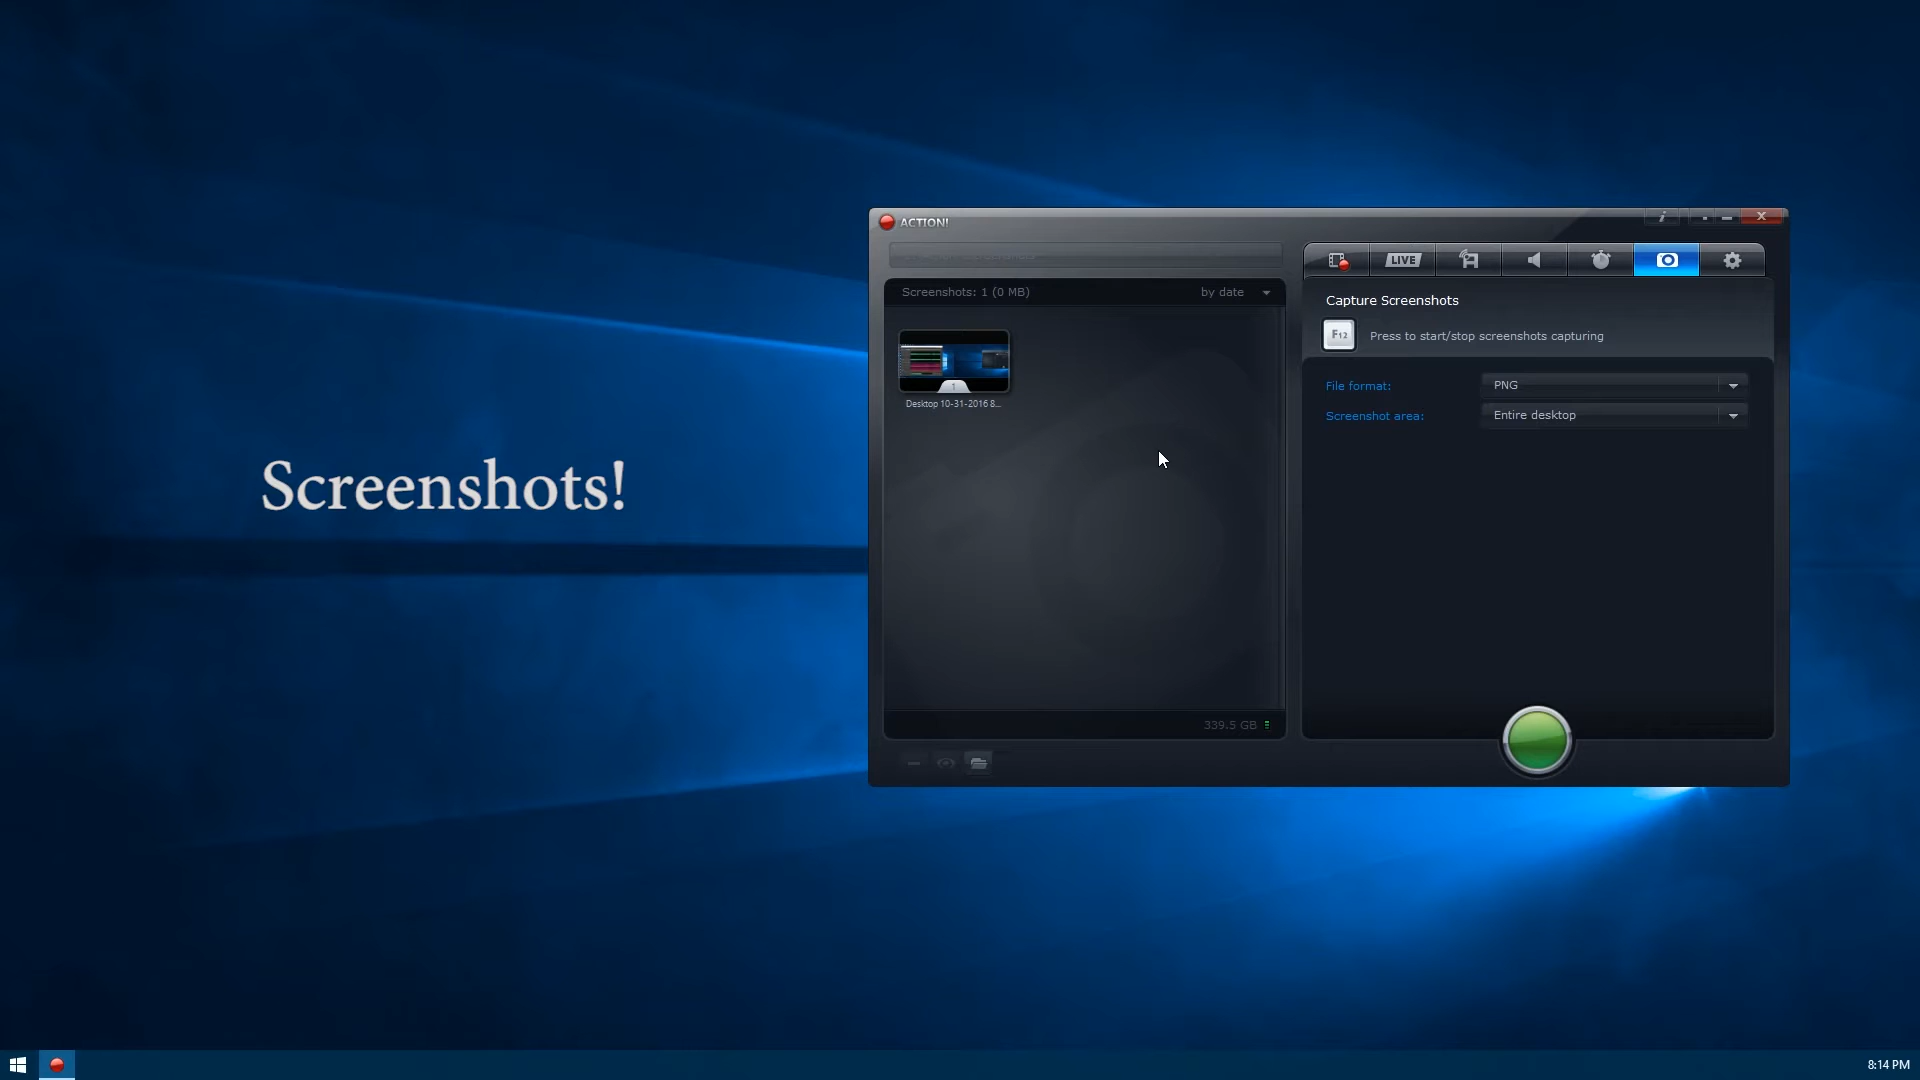 ACTION!
LIVE
Screenshots: 1 (0 MB)
by date
Capture Screenshots
F12
Press to start/stop screenshots capturing
1
Desktop 10-31-2016 8...
File format:
PNG
Screenshot area:
Entire desktop
Screenshots!
339.5 GB
8:14 PM